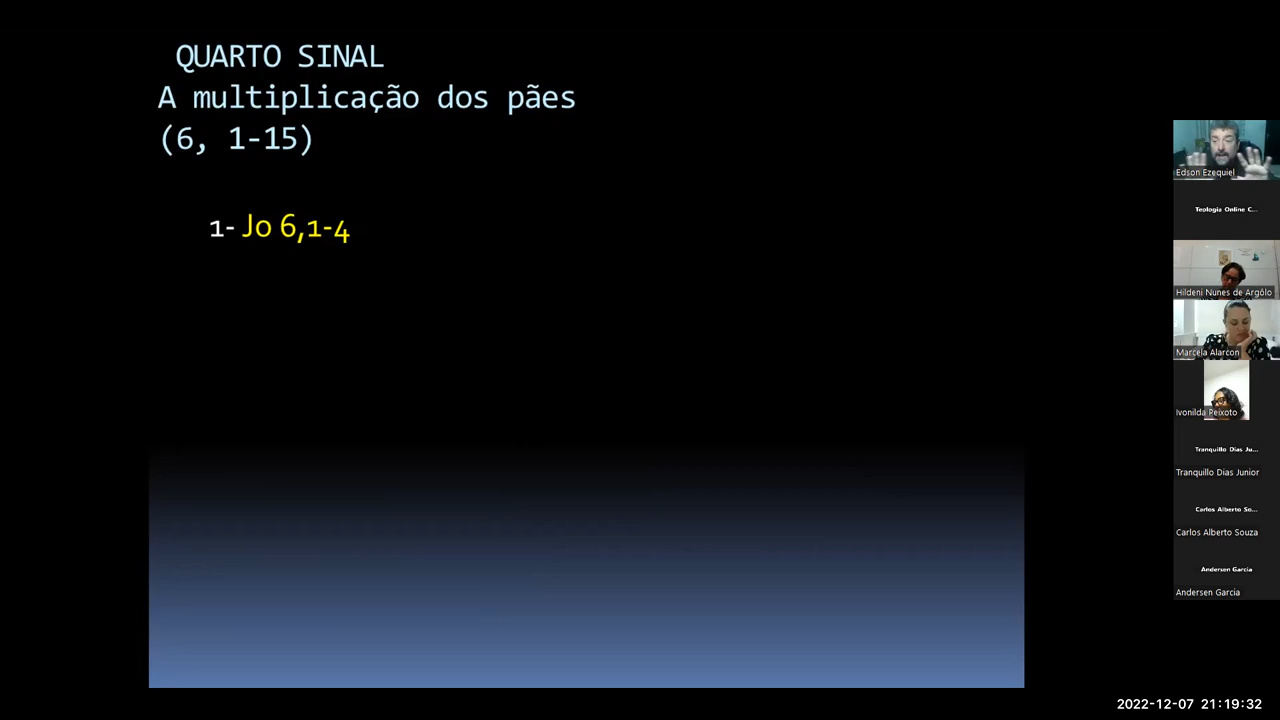 QUARTO SINAL
A multiplicação dos pães
(6, 1-15)
1- Jo 6,1-4
Edson Ezequiel
Teologia Online C...
Hildeni Nunes de Argôlo
Marcela Alarcon
Ivonilda Peixoto
Tranquillo Dias Ju...
Tranquillo Dias Junior
Carlos Alberto So...
Carlos Alberto Souza
Andersen Garcia
Andersen Garcia
2022-12-07 21:19:32